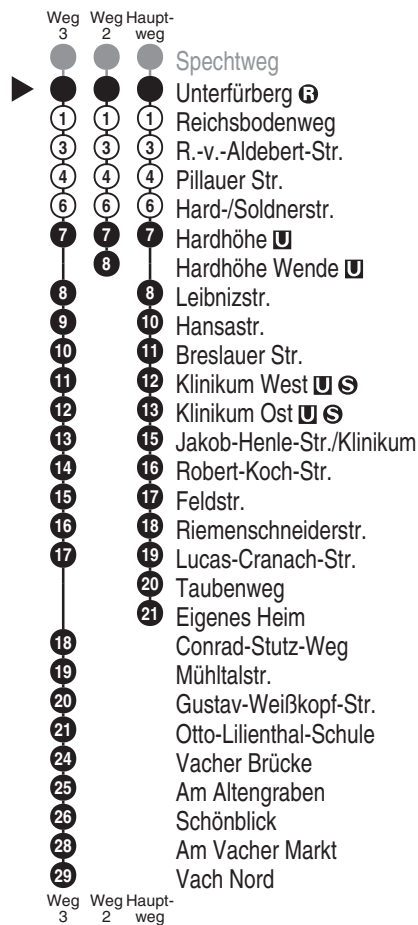 Weg Weg Haupt-
3 2 weg
Spechtweg
Unterfürberg R
1 1 1 Reichsbodenweg
3 3 3 R.-v.-Aldebert-Str.
4 4 4 Pillauer Str.
6 6 6 Hard-/Soldnerstr.
7 7 7 Hardhöhe U
8 Hardhöhe Wende U
8 8 Leibnizstr.
9 10 Hansastr.
10 11 Breslauer Str.
11 12 Klinikum West U S
12 13 Klinikum Ost U S
13 15 Jakob-Henle-Str./Klinikum
14 16 Robert-Koch-Str.
15 17 Feldstr.
16 18 Riemenschneiderstr.
17 19 Lucas-Cranach-Str.
20 Taubenweg
21 Eigenes Heim
18 Conrad-Stutz-Weg
19 Mühltalstr.
20 Gustav-Weißkopf-Str.
21 Otto-Lilienthal-Schule
24 Vacher Brücke
25 Am Altengraben
26 Schönblick
28 Am Vacher Markt
29 Vach Nord
Weg Weg Haupt-
3 2 weg